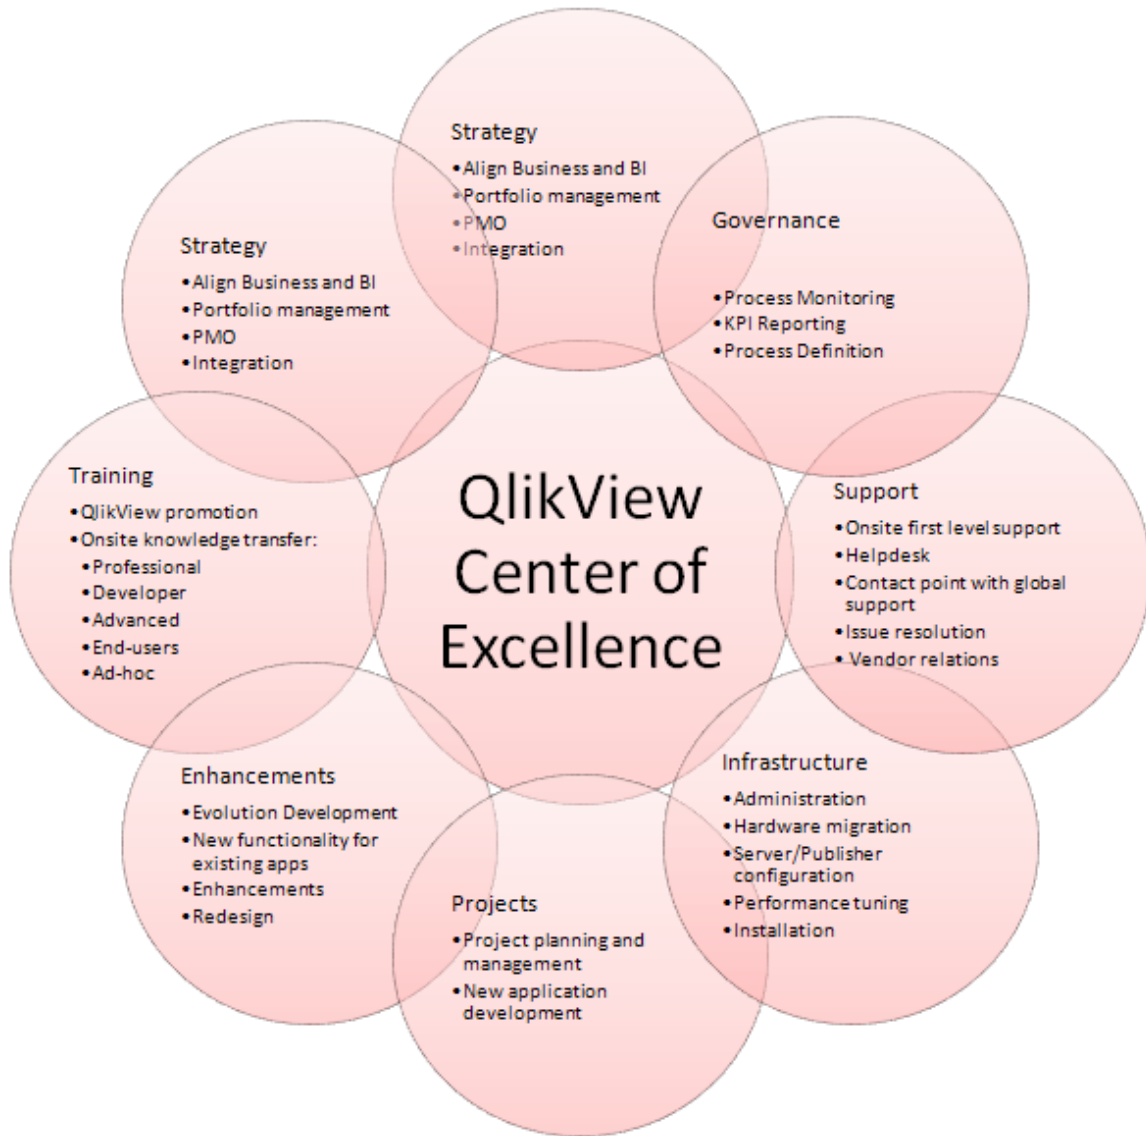 Strategy
•Align Business and BI
•Portfolio management
•PMO
•Integration
Governance
•Process Monitoring
•KPI Reporting
•Process Definition
Support
•Onsite first level support
•Helpdesk
•Contact point with global
support
•Issue resolution
•Vendor relations
Infrastructure
•Administration
•Hardware migration
•Server/Publisher
configuration
•Performance tuning
•Installation
Projects
•Project planning and
management
•New application
development
Enhancements
•Evolution Development
•New functionality for
existing apps
•Enhancements
•Redesign
Training
•QlikView promotion
•Onsite knowledge transfer:
•Professional
•Developer
•Advanced
•End-users
•Ad-hoc
Strategy
•Align Business and BI
•Portfolio management
•PMO
•Integration
QlikView
Center of
Excellence